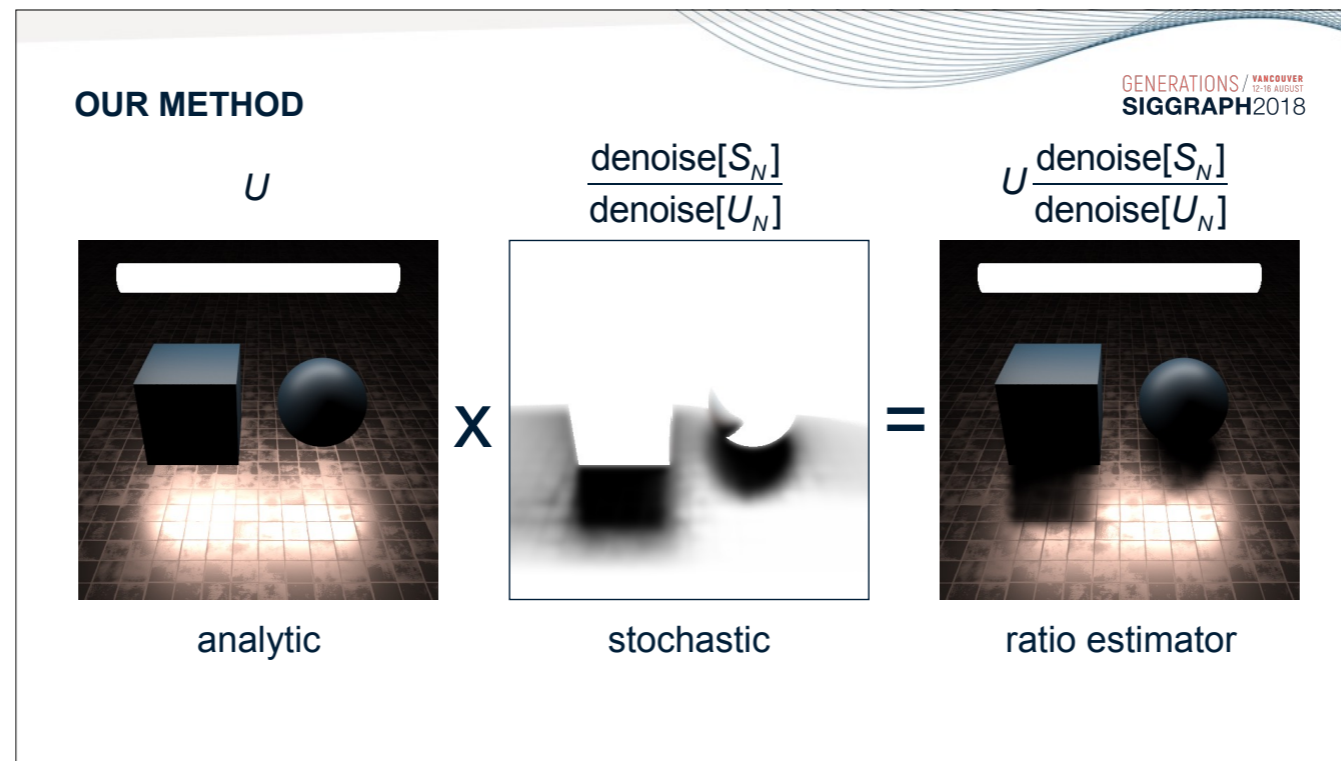 OUR METHOD
GENERATIONS / VANCOUVER
12-16 AUGUST
SIGGRAPH2018
U
denoise[S_N]
denoise[U_N]
U denoise[S_N]
denoise[U_N]
x
=
analytic
stochastic
ratio estimator